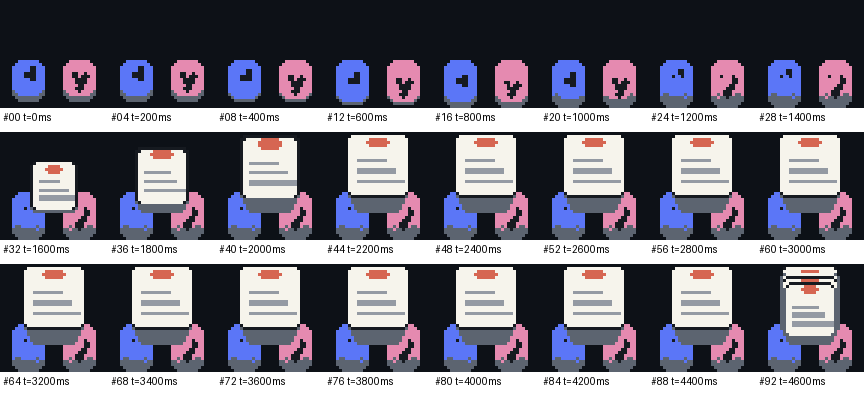 #00 t=0ms #04 t=200ms #08 t=400ms #12 t=600ms #16 t=800ms #20 t=1000ms #24 t=1200ms #28 t=1400ms
#32 t=1600ms #36 t=1800ms #40 t=2000ms #44 t=2200ms #48 t=2400ms #52 t=2600ms #56 t=2800ms #60 t=3000ms
#64 t=3200ms #68 t=3400ms #72 t=3600ms #76 t=3800ms #80 t=4000ms #84 t=4200ms #88 t=4400ms #92 t=4600ms